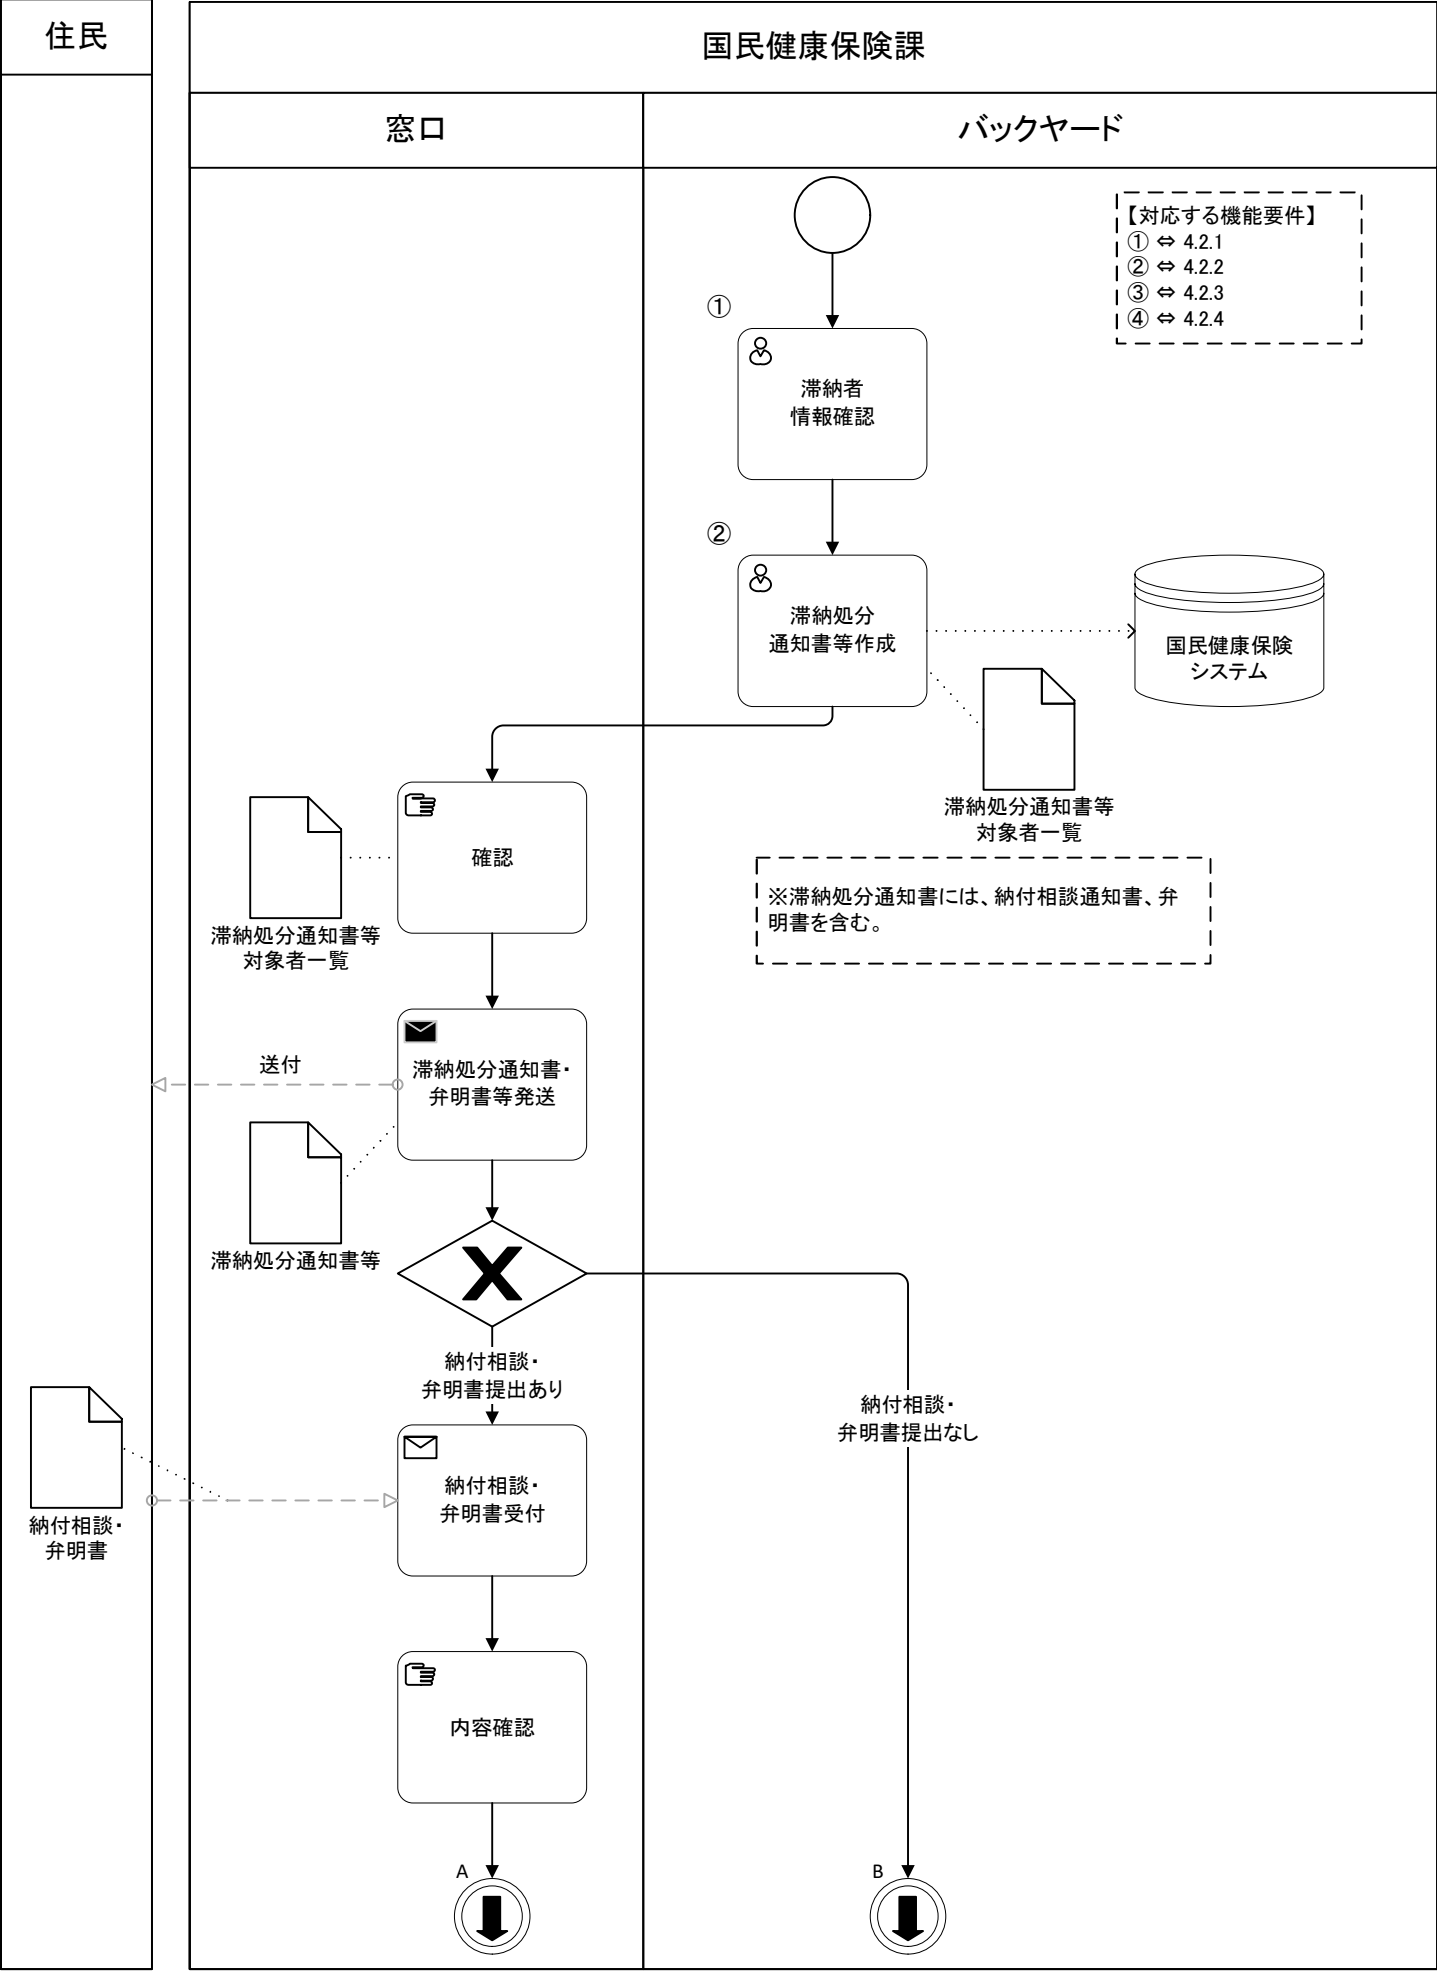 住民
国民健康保険課
窓口
バックヤード
【対応する機能要件】
① ⇔ 4.2.1
② ⇔ 4.2.2
③ ⇔ 4.2.3
④ ⇔ 4.2.4
①
滞納者
情報確認
②
滞納処分
通知書等作成
国民健康保険
システム
滞納処分通知書等
対象者一覧
確認
滞納処分通知書等
対象者一覧
※滞納処分通知書には、納付相談通知書、弁
明書を含む。
送付
滞納処分通知書・
弁明書等発送
滞納処分通知書等
納付相談・
弁明書提出あり
納付相談・
弁明書提出なし
納付相談・
弁明書受付
納付相談・
弁明書
内容確認
A
B